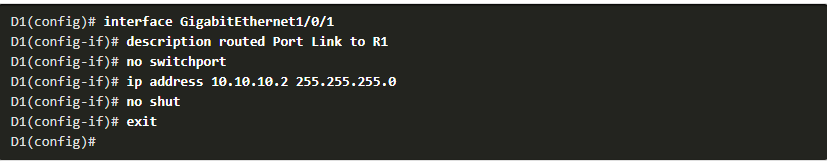 D1(config)# interface GigabitEthernet1/0/1
D1(config-if)# description routed Port Link to R1
D1(config-if)# no switchport
D1(config-if)# ip address 10.10.10.2 255.255.255.0
D1(config-if)# no shut
D1(config-if)# exit
D1(config)#